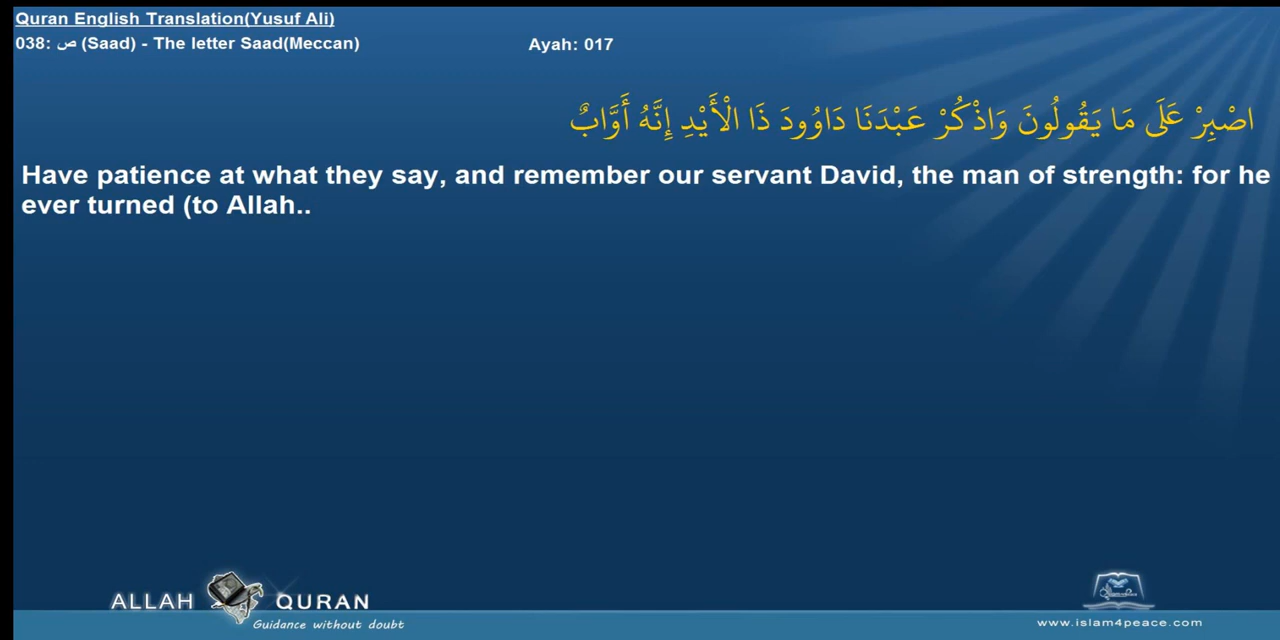 Quran English Translation(Yusuf Ali)
038: ص (Saad) - The letter Saad(Meccan) Ayah: 017
اصْبِرْ عَلَى مَا يَقُولُونَ وَاذْكُرْ عَبْدَنَا دَاوُودَ ذَا الْأَيْدِ إِنَّهُ أَوَّابٌ
Have patience at what they say, and remember our servant David, the man of strength: for he
ever turned (to Allah..
ALLAH QURAN
Guidance without doubt
www.islam4peace.com